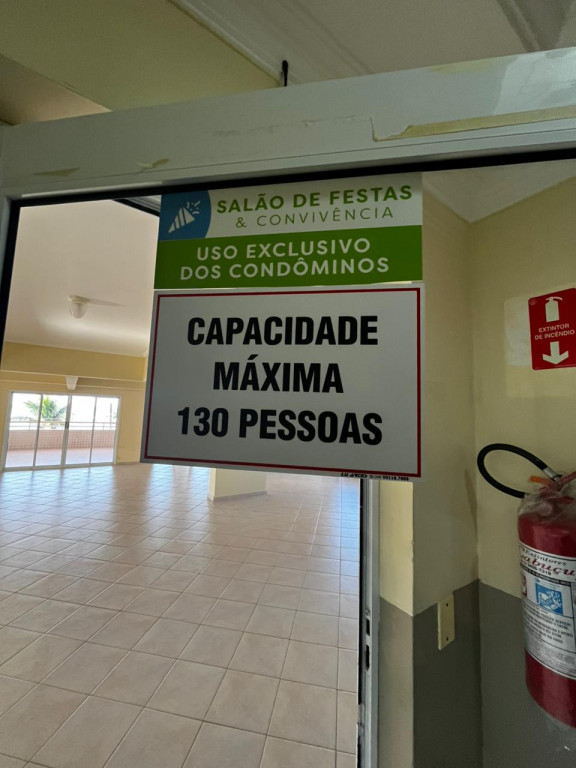 SALÃO DE FESTAS
& CONVIVÊNCIA
USO EXCLUSIVO
DOS CONDÔMINOS
CAPACIDADE
MÁXIMA
130 PESSOAS
EXTINTOR
DE INCÊNDIO